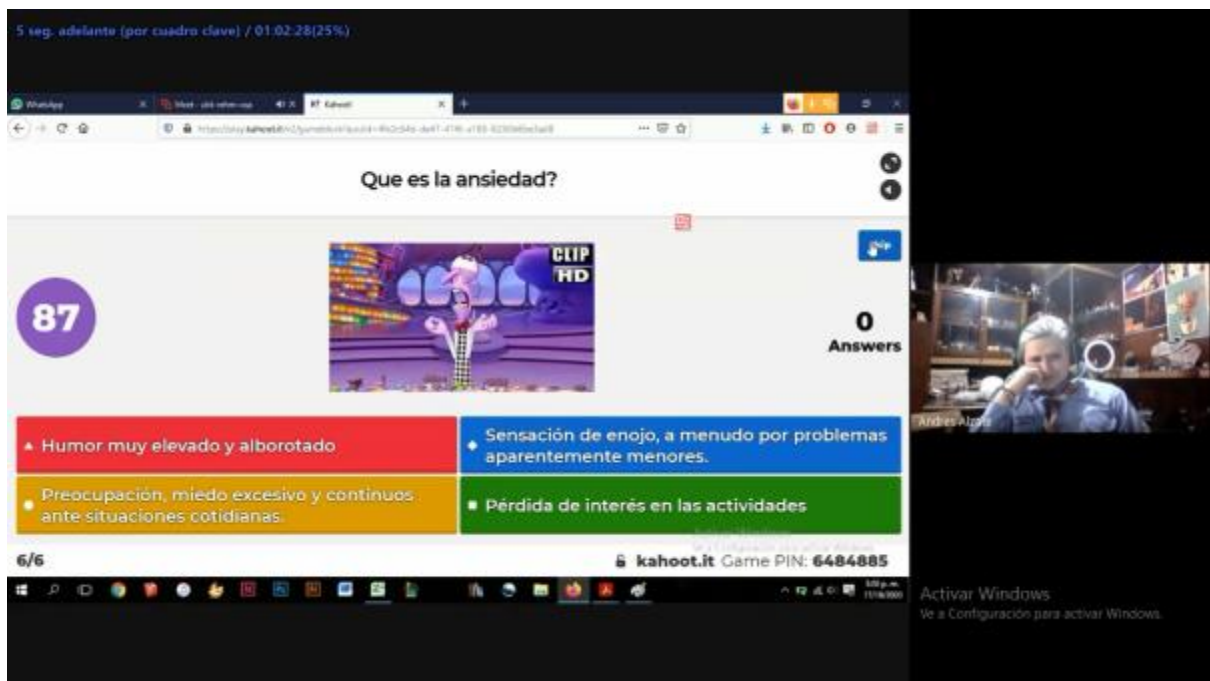 5 seg. adelante (por cuadro clave) / 01:02:28(25%)
WhatsApp
Kahoot!
Que es la ansiedad?
CLIP
HD
Skip
87
0
Answers
Humor muy elevado y alborotado
Sensación de enojo, a menudo por problemas
aparentemente menores.
Preocupación, miedo excesivo y continuos
ante situaciones cotidianas.
Pérdida de interés en las actividades
6/6
kahoot.it Game PIN: 6484885
Andres Alzate
Activar Windows
Ve a Configuración para activar Windows.